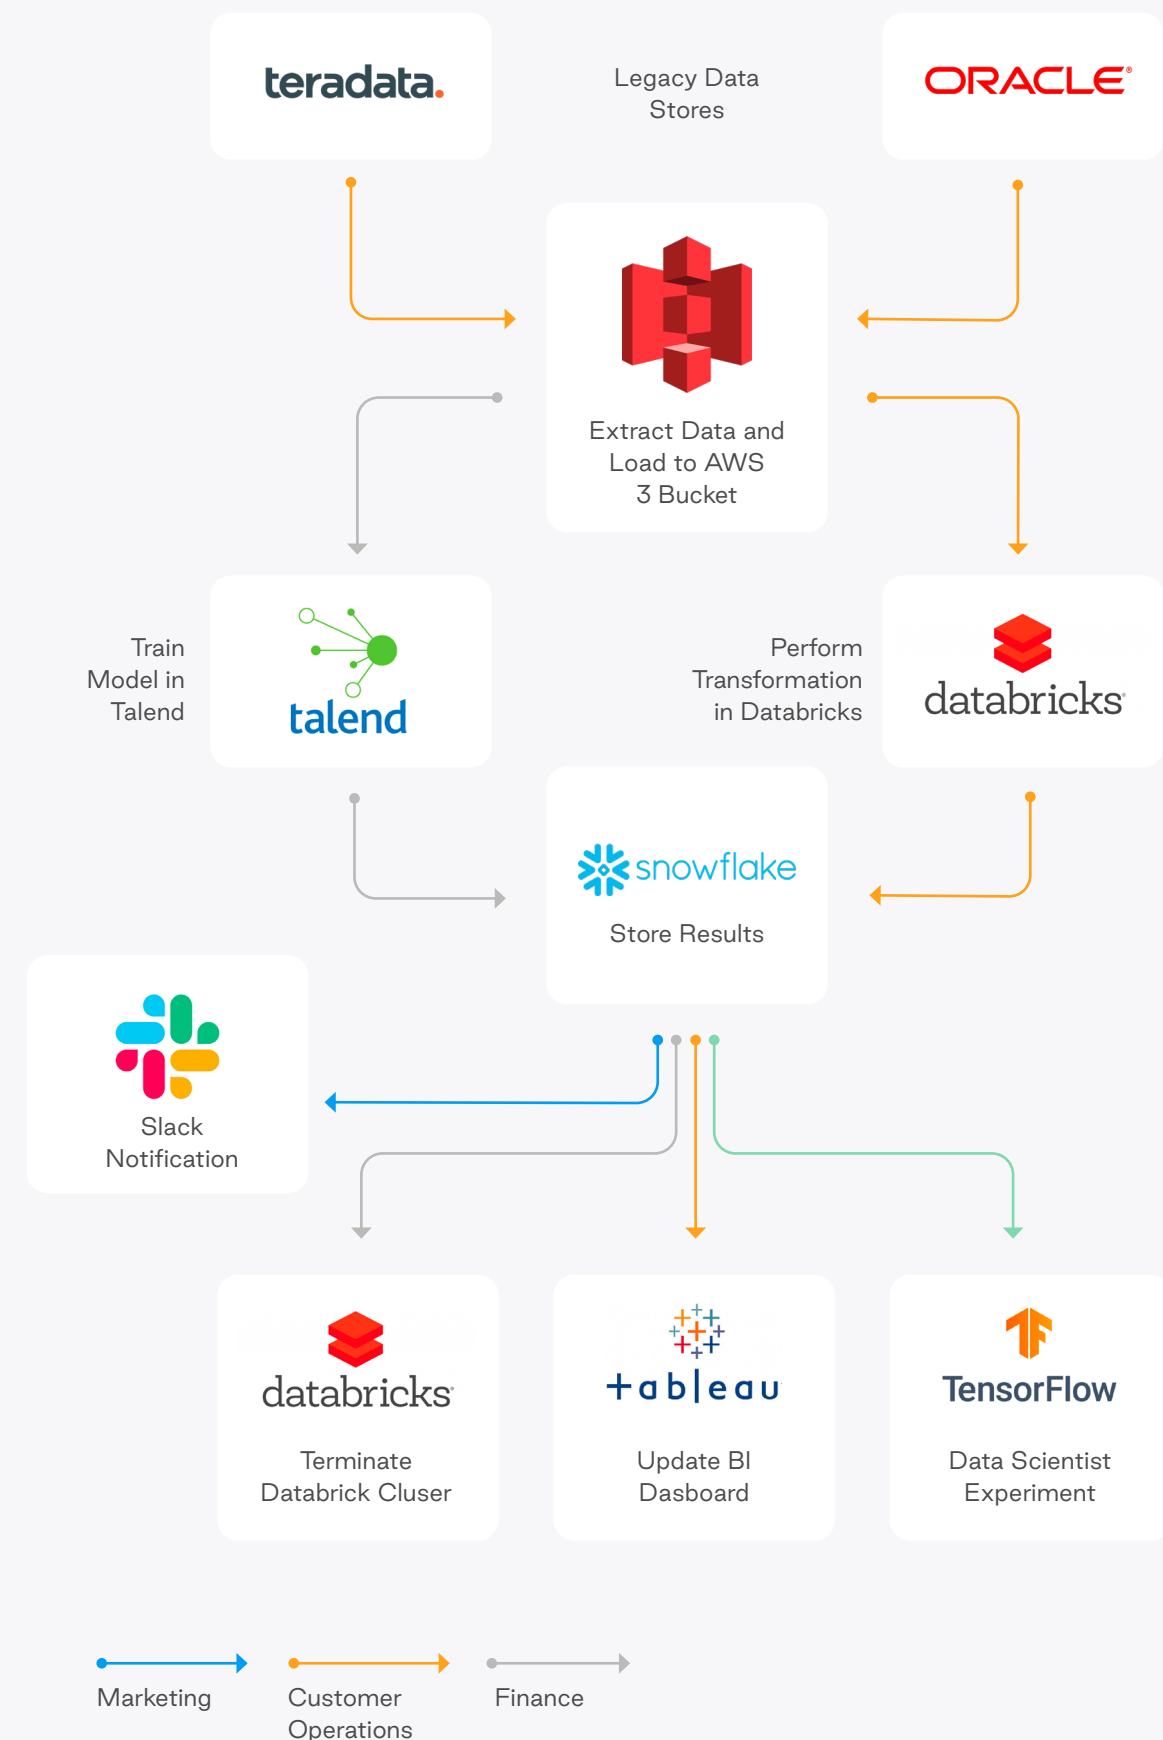 teradata.
Legacy Data
Stores
ORACLE®
Extract Data and
Load to AWS
3 Bucket
Train
Model in
Talend
talend
Perform
Transformation
in Databricks
databricks
snowflake
Store Results
Slack
Notification
databricks
Terminate
Databrick Cluser
+ableau
Update BI
Dasboard
TensorFlow
Data Scientist
Experiment
Marketing
Customer
Operations
Finance